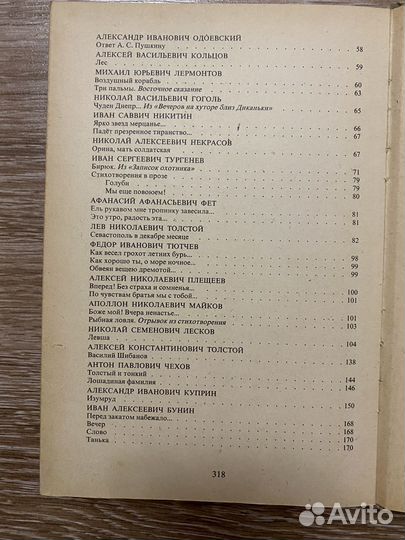 АЛЕКСАНДР ИВАНОВИЧ ОДОЕВСКИЙ
Ответ А. С. Пушкину . . . . . . . . . . 58
АЛЕКСЕЙ ВАСИЛЬЕВИЧ КОЛЬЦОВ
Лес . . . . . . . . . . 59
МИХАИЛ ЮРЬЕВИЧ ЛЕРМОНТОВ
Воздушный корабль . . . . . . . . . . 60
Три пальмы. Восточное сказание . . . . . . . . . . 63
НИКОЛАЙ ВАСИЛЬЕВИЧ ГОГОЛЬ
Чуден Днепр... Из «Вечеров на хуторе близ Диканьки» . . . . 65
ИВАН САВВИЧ НИКИТИН
Ярко звезд мерцанье... . . . . . . . . . . 66
Падёт презренное тиранство... . . . . . . . . . . 67
НИКОЛАЙ АЛЕКСЕЕВИЧ НЕКРАСОВ
Орина, мать солдатская . . . . . . . . . . 67
ИВАН СЕРГЕЕВИЧ ТУРГЕНЕВ
Бирюк. Из «Записок охотника» . . . . . . . . . . 71
Стихотворения в прозе . . . . . . . . . . 79
Голуби . . . . . . . . . . 79
Мы еще повоюем! . . . . . . . . . . 80
АФАНАСИЙ АФАНАСЬЕВИЧ ФЕТ
Ель рукавом мне тропинку завесила... . . . . . . . . . . 81
Это утро, радость эта... . . . . . . . . . . 81
ЛЕВ НИКОЛАЕВИЧ ТОЛСТОЙ
Севастополь в декабре месяце . . . . . . . . . . 82
ФЕДОР ИВАНОВИЧ ТЮТЧЕВ
Как весел грохот летних бурь... . . . . . . . . . . 98
Как хорошо ты, о море ночное... . . . . . . . . . . 99
Обвеян вещею дремотой... . . . . . . . . . . 99
АЛЕКСЕЙ НИКОЛАЕВИЧ ПЛЕЩЕЕВ
Вперед! Без страха и сомненья... . . . . . . . . . . 100
По чувствам братья мы с тобой... . . . . . . . . . . 101
АПОЛЛОН НИКОЛАЕВИЧ МАЙКОВ
Боже мой! Вчера ненастье... . . . . . . . . . . 101
Рыбная ловля. Отрывок из стихотворения . . . . . . . . . . 103
НИКОЛАЙ СЕМЕНОВИЧ ЛЕСКОВ
Левша . . . . . . . . . . 104
АЛЕКСЕЙ КОНСТАНТИНОВИЧ ТОЛСТОЙ
Василий Шибанов . . . . . . . . . . 138
АНТОН ПАВЛОВИЧ ЧЕХОВ
Толстый и тонкий . . . . . . . . . . 144
Лошадиная фамилия . . . . . . . . . . 146
АЛЕКСАНДР ИВАНОВИЧ КУПРИН
Изумруд . . . . . . . . . . 150
ИВАН АЛЕКСЕЕВИЧ БУНИН
Перед закатом набежало... . . . . . . . . . . 168
Вечер . . . . . . . . . . 168
Слово . . . . . . . . . . 170
Танька . . . . . . . . . . 170
318
Avito